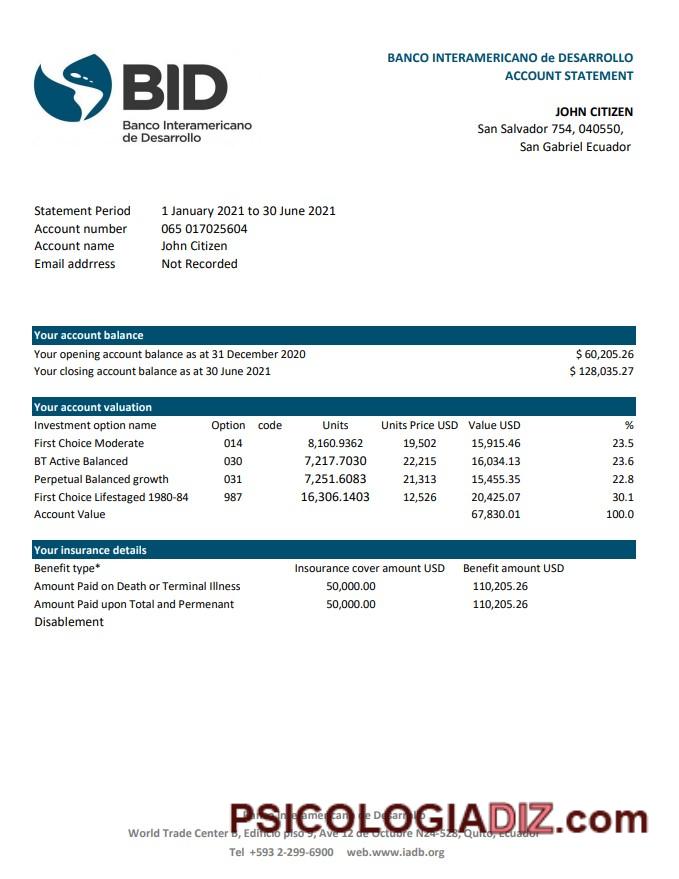 BID
Banco Interamericano
de Desarrollo
BANCO INTERAMERICANO de DESARROLLO
ACCOUNT STATEMENT
JOHN CITIZEN
San Salvador 754, 040550,
San Gabriel Ecuador
Statement Period 1 January 2021 to 30 June 2021
Account number 065 017025604
Account name John Citizen
Email addrress Not Recorded
Your account balance
Your opening account balance as at 31 December 2020 $ 60,205.26
Your closing account balance as at 30 June 2021 $ 128,035.27
Your account valuation
Investment option name Option code Units Units Price USD Value USD %
First Choice Moderate 014 8,160.9362 19,502 15,915.46 23.5
BT Active Balanced 030 7,217.7030 22,215 16,034.13 23.6
Perpetual Balanced growth 031 7,251.6083 21,313 15,455.35 22.8
First Choice Lifestaged 1980-84 987 16,306.1403 12,526 20,425.07 30.1
Account Value 67,830.01 100.0
Your insurance details
Benefit type* Insourance cover amount USD Benefit amount USD
Amount Paid on Death or Terminal Illness 50,000.00 110,205.26
Amount Paid upon Total and Permenant 50,000.00 110,205.26
Disablement
Banco Interamericano de Desarrollo
PSICOLOGIADIZ.com
World Trade Center B, Edificio piso 9, Ave 12 de Octubre N24-528, Quito, Ecuador
Tel +593 2-299-6900 web.www.iadb.org